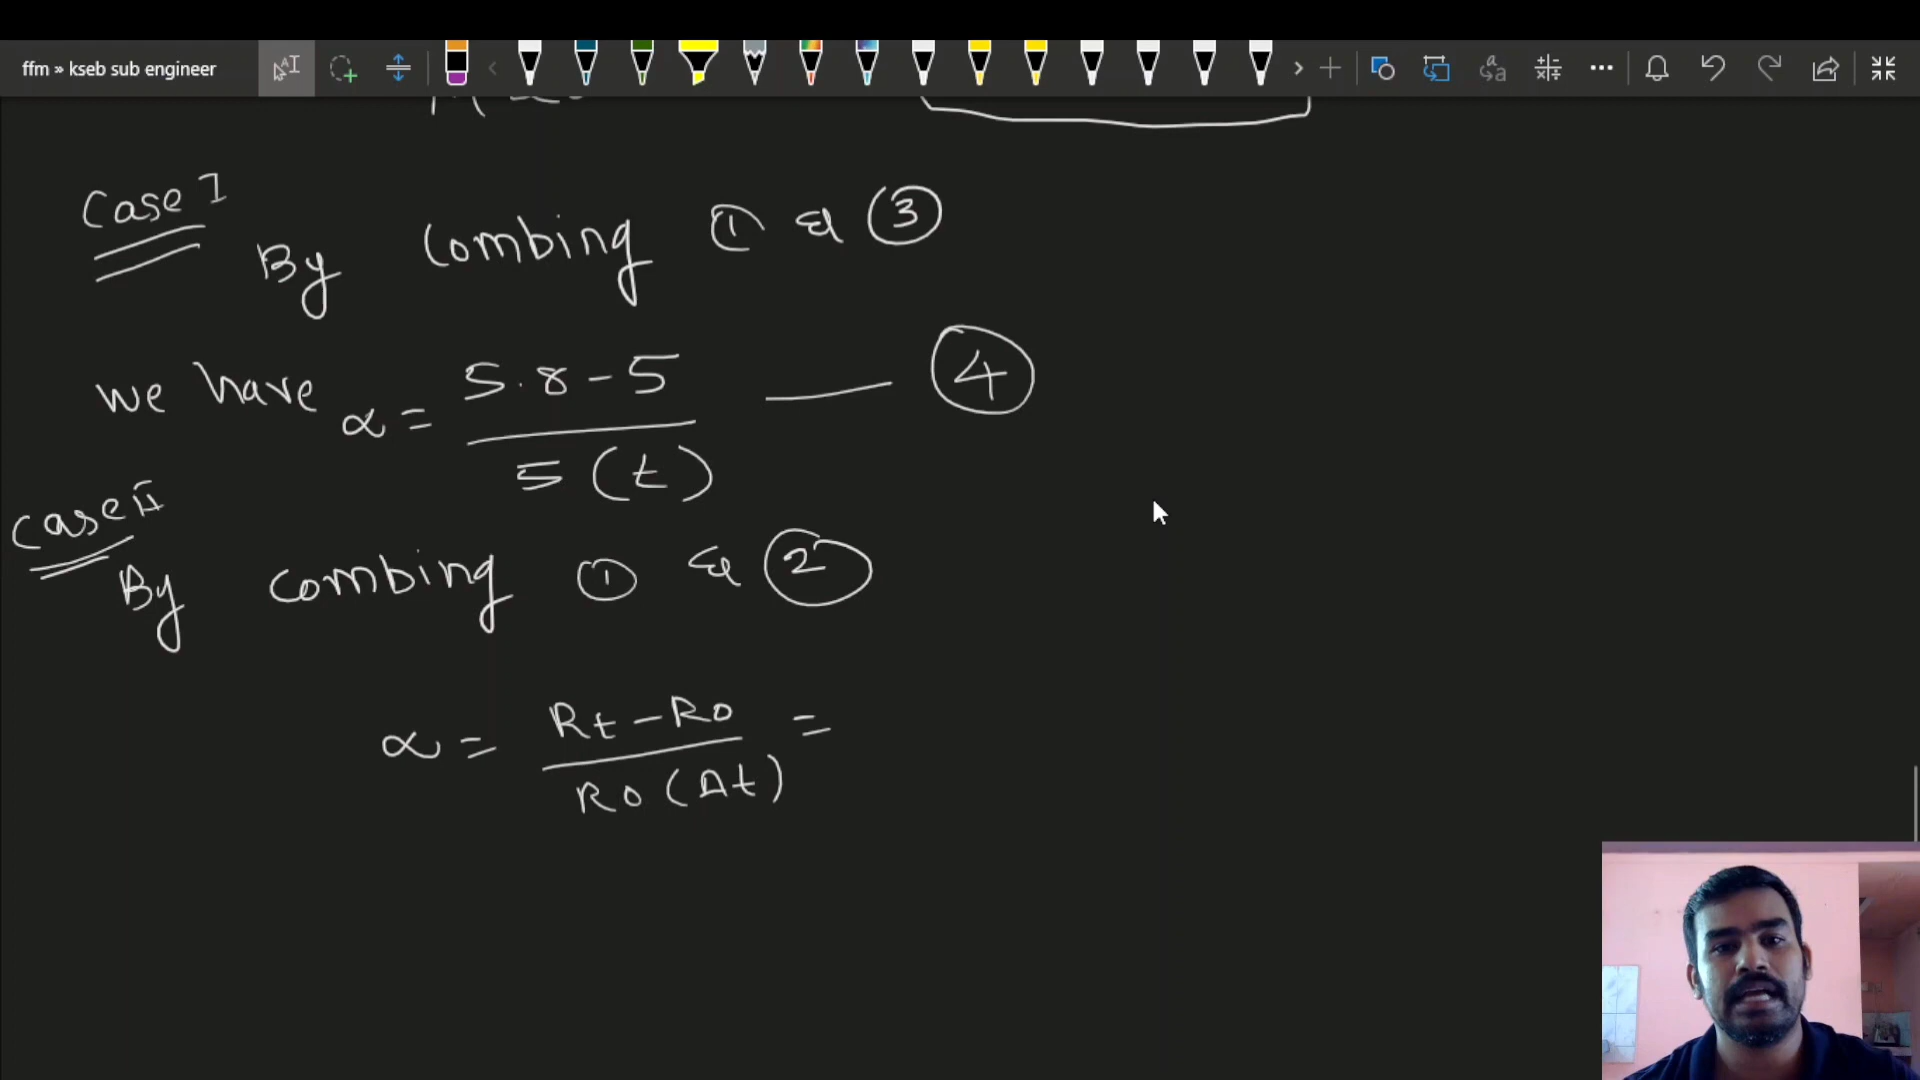 ffm » kseb sub engineer
Case I
By Combing ① & ③
we have α = 5.8 - 5 / 5 (t) —— ④
Case II
By combing ① & ②
α = Rt - Ro / Ro (Δt) =